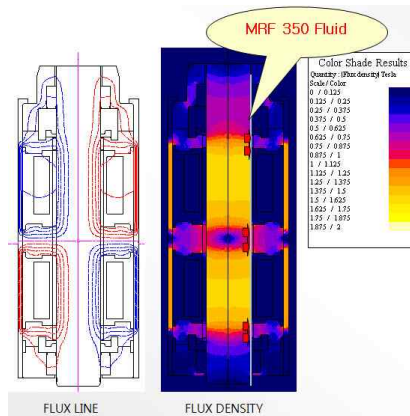 MRF 350 Fluid
Color Shade Results
Quantity : |Flux density| Tesla
Scale / Color
0 / 0.125
0.125 / 0.25
0.25 / 0.375
0.375 / 0.5
0.5 / 0.625
0.625 / 0.75
0.75 / 0.875
0.875 / 1
1 / 1.125
1.125 / 1.25
1.25 / 1.375
1.375 / 1.5
1.5 / 1.625
1.625 / 1.75
1.75 / 1.875
1.875 / 2
FLUX LINE
FLUX DENSITY